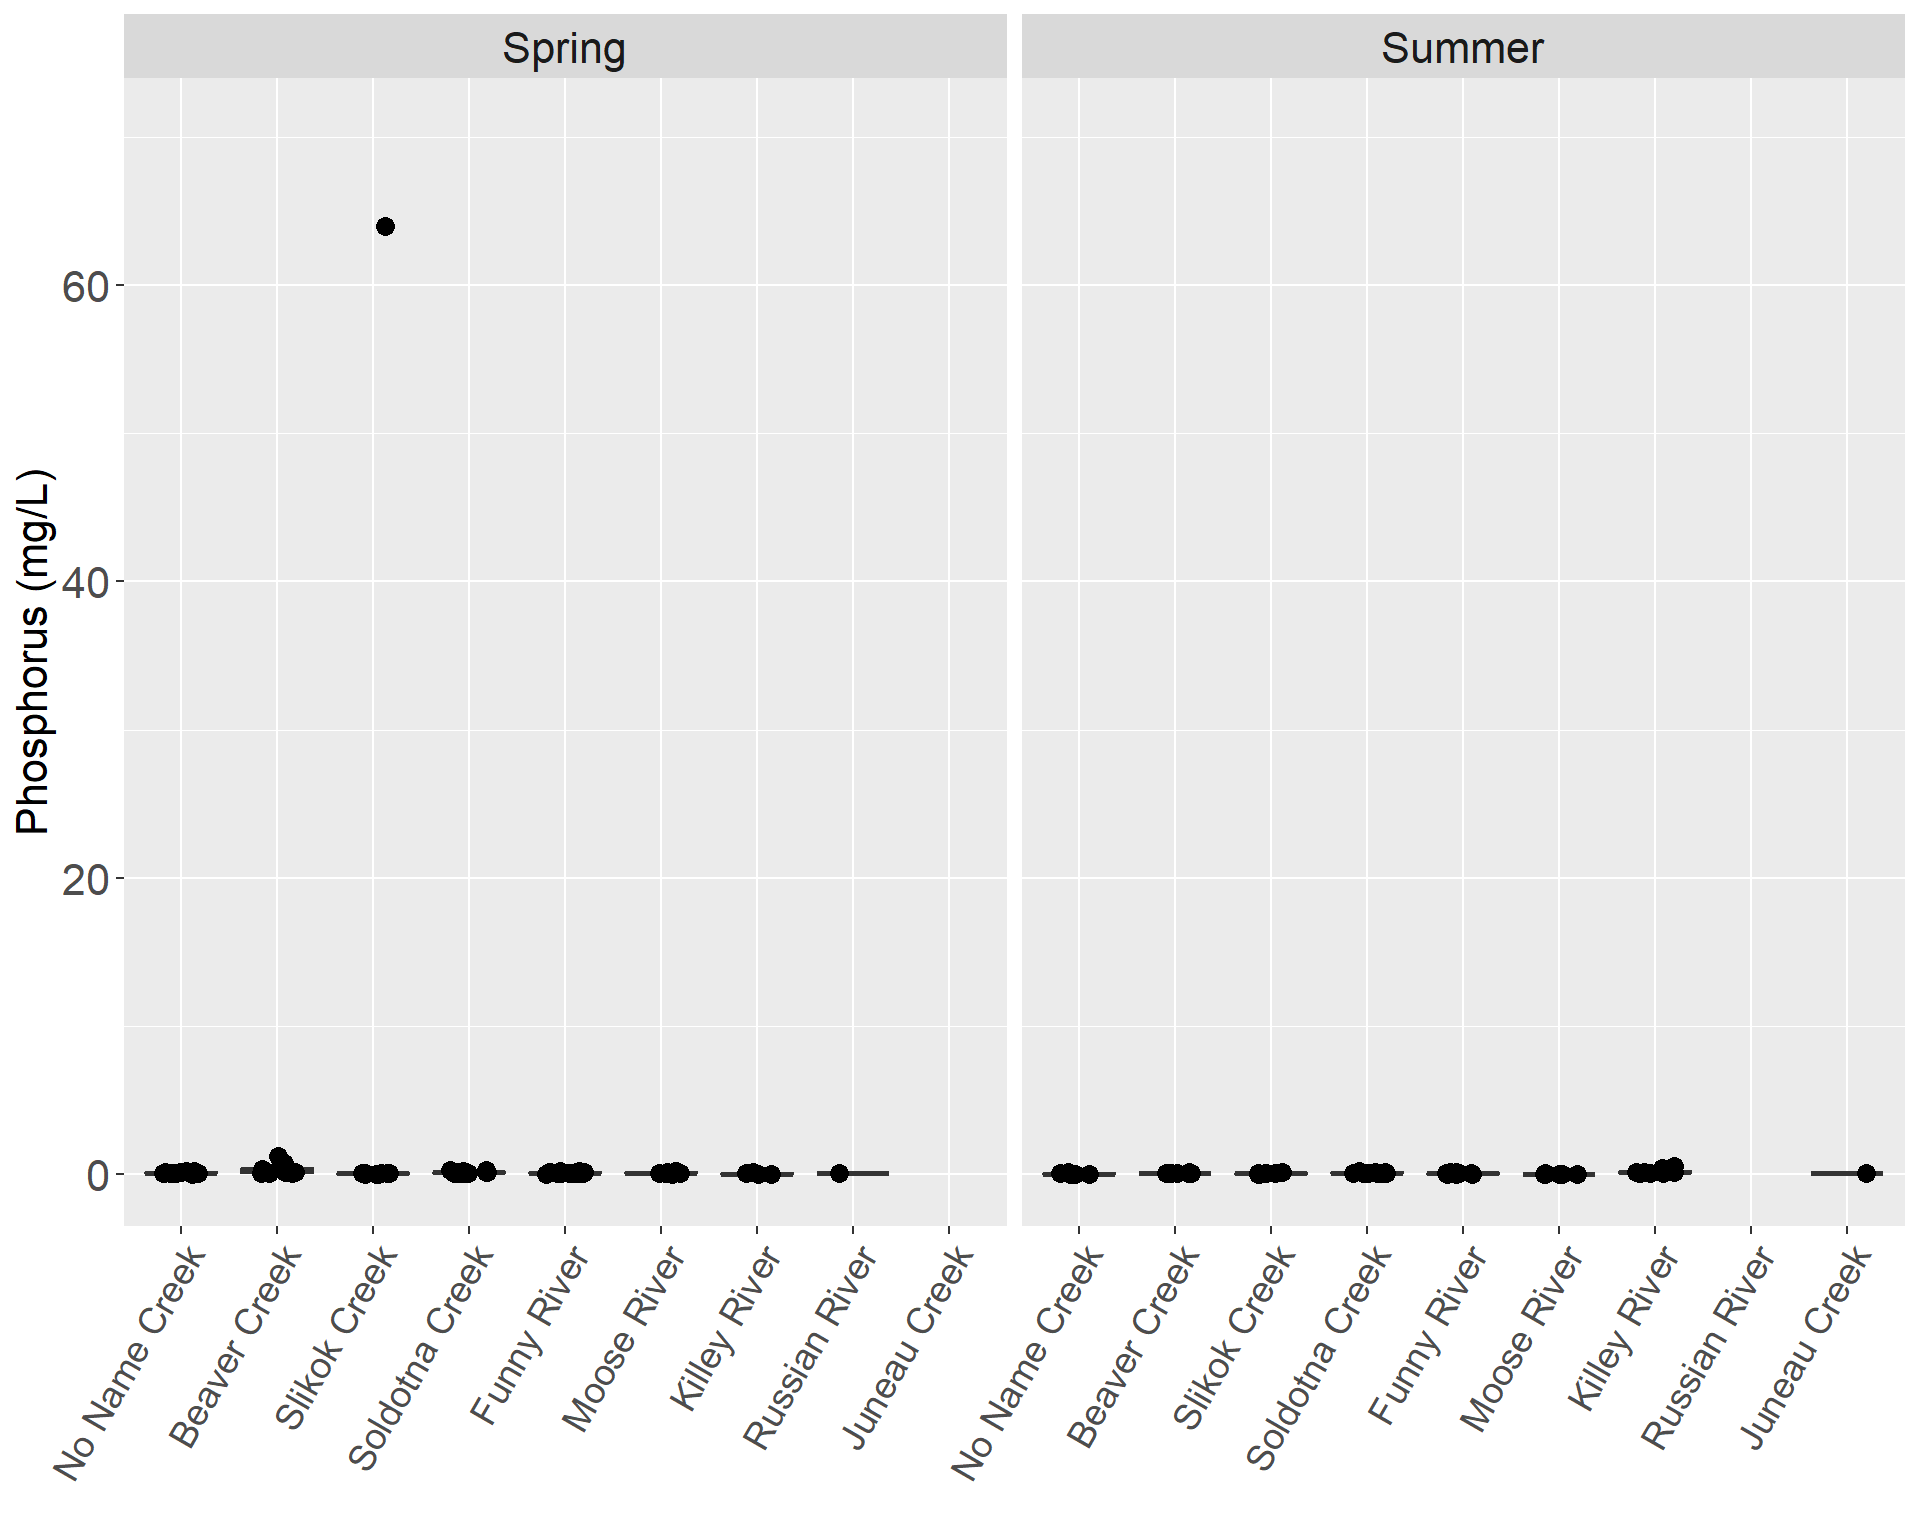 Spring
Summer
Phosphorus (mg/L)
60
40
20
0
No Name Creek
Beaver Creek
Slikok Creek
Soldotna Creek
Funny River
Moose River
Killey River
Russian River
Juneau Creek
No Name Creek
Beaver Creek
Slikok Creek
Soldotna Creek
Funny River
Moose River
Killey River
Russian River
Juneau Creek